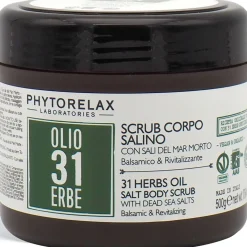 PHYTORELAX
LABORATORIES
OLIO
31
ERBE
SCRUB CORPO
SALINO
CON SALI DEL MAR MORTO
Balsamico & Rivitalizzante
31 HERBS OIL
SALT BODY SCRUB
WITH DEAD SEA SALTS
Balsamic & Revitalizing
MADE IN ITALY
500g